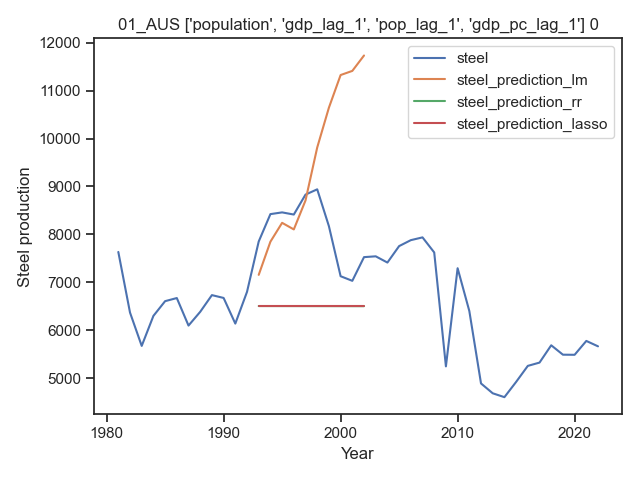 01_AUS ['population', 'gdp_lag_1', 'pop_lag_1', 'gdp_pc_lag_1'] 0
12000
11000
10000
9000
8000
7000
6000
5000
Steel production
steel
steel_prediction_lm
steel_prediction_rr
steel_prediction_lasso
1980
1990
2000
2010
2020
Year